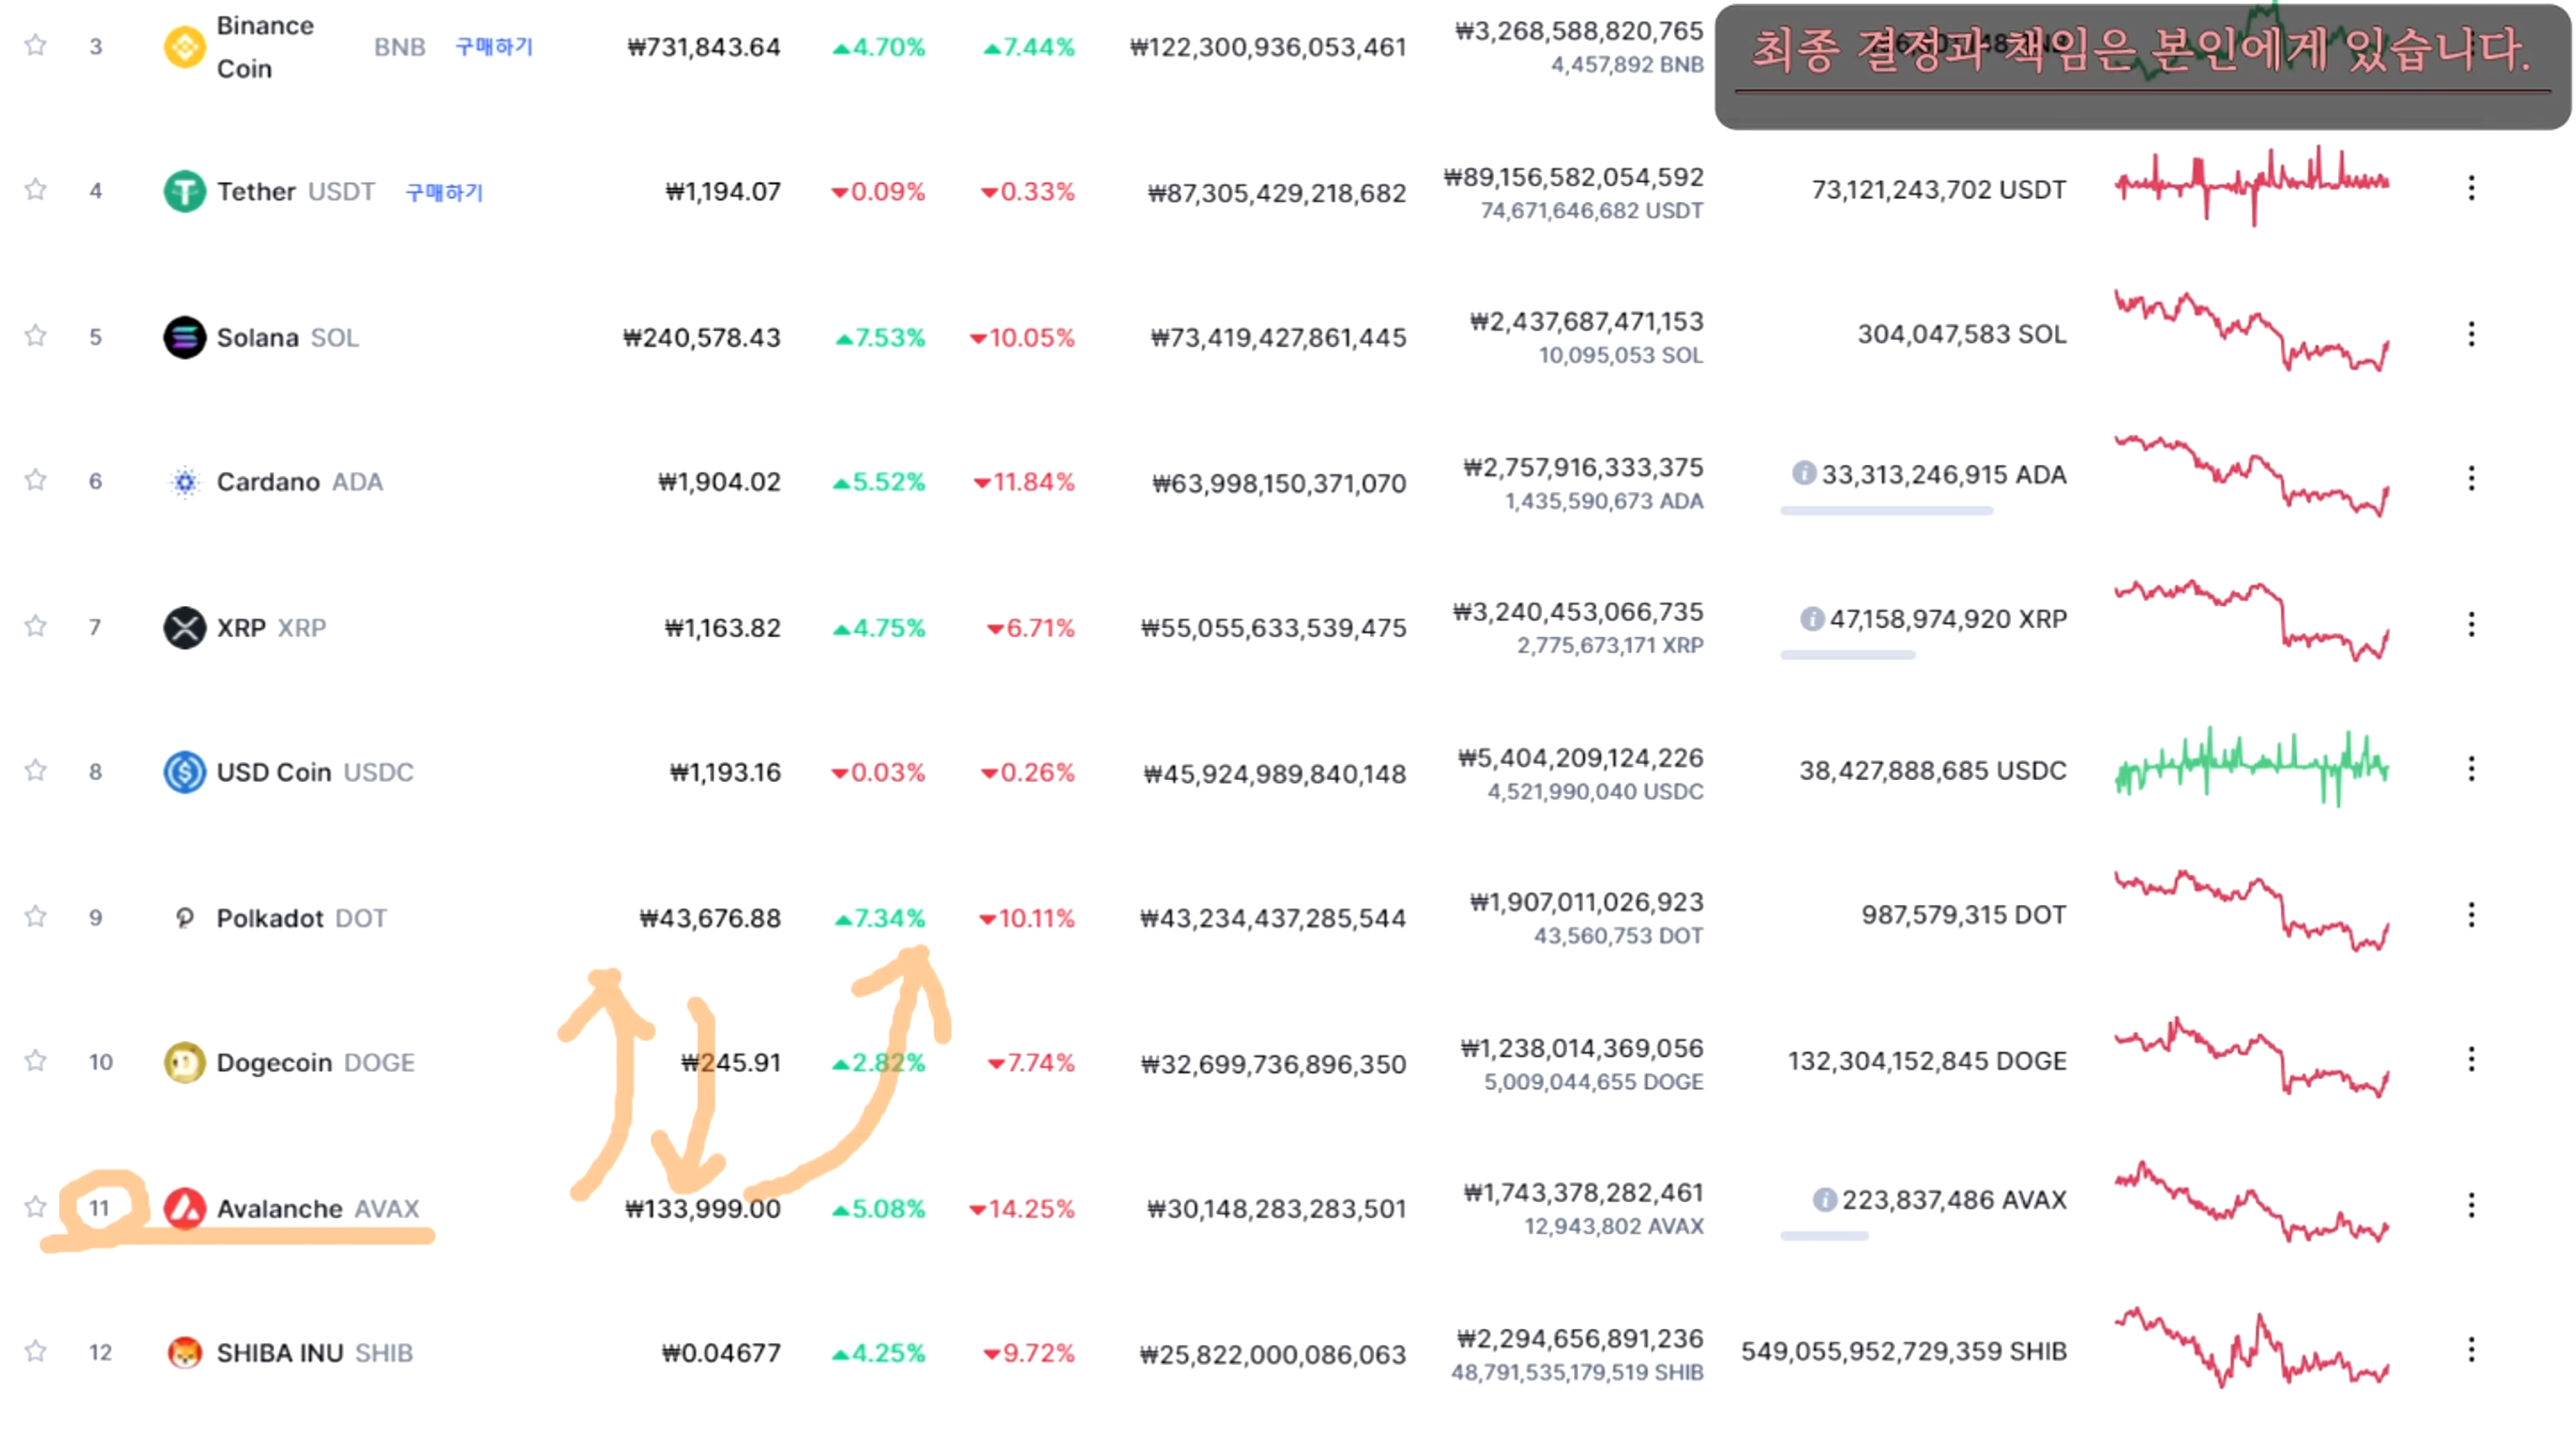 3 Binance Coin BNB 구매하기 ₩731,843.64 ▲4.70% ▲7.44% ₩122,300,936,053,461 ₩3,268,588,820,765
4,457,892 BNB
최종 결정과 책임은 본인에게 있습니다.
4 Tether USDT 구매하기 ₩1,194.07 ▼0.09% ▼0.33% ₩87,305,429,218,682 ₩89,156,582,054,592 73,121,243,702 USDT
74,671,646,682 USDT
5 Solana SOL ₩240,578.43 ▲7.53% ▼10.05% ₩73,419,427,861,445 ₩2,437,687,471,153 304,047,583 SOL
10,095,053 SOL
6 Cardano ADA ₩1,904.02 ▲5.52% ▼11.84% ₩63,998,150,371,070 ₩2,757,916,333,375 33,313,246,915 ADA
1,435,590,673 ADA
7 XRP XRP ₩1,163.82 ▲4.75% ▼6.71% ₩55,055,633,539,475 ₩3,240,453,066,735 47,158,974,920 XRP
2,775,673,171 XRP
8 USD Coin USDC ₩1,193.16 ▼0.03% ▼0.26% ₩45,924,989,840,148 ₩5,404,209,124,226 38,427,888,685 USDC
4,521,990,040 USDC
9 Polkadot DOT ₩43,676.88 ▲7.34% ▼10.11% ₩43,234,437,285,544 ₩1,907,011,026,923 987,579,315 DOT
43,560,753 DOT
10 Dogecoin DOGE ₩245.91 ▲2.82% ▼7.74% ₩32,699,736,896,350 ₩1,238,014,369,056 132,304,152,845 DOGE
5,009,044,655 DOGE
11 Avalanche AVAX ₩133,999.00 ▲5.08% ▼14.25% ₩30,148,283,283,501 ₩1,743,378,282,461 223,837,486 AVAX
12,943,802 AVAX
12 SHIBA INU SHIB ₩0.04677 ▲4.25% ▼9.72% ₩25,822,000,086,063 ₩2,294,656,891,236 549,055,952,729,359 SHIB
48,791,535,179,519 SHIB